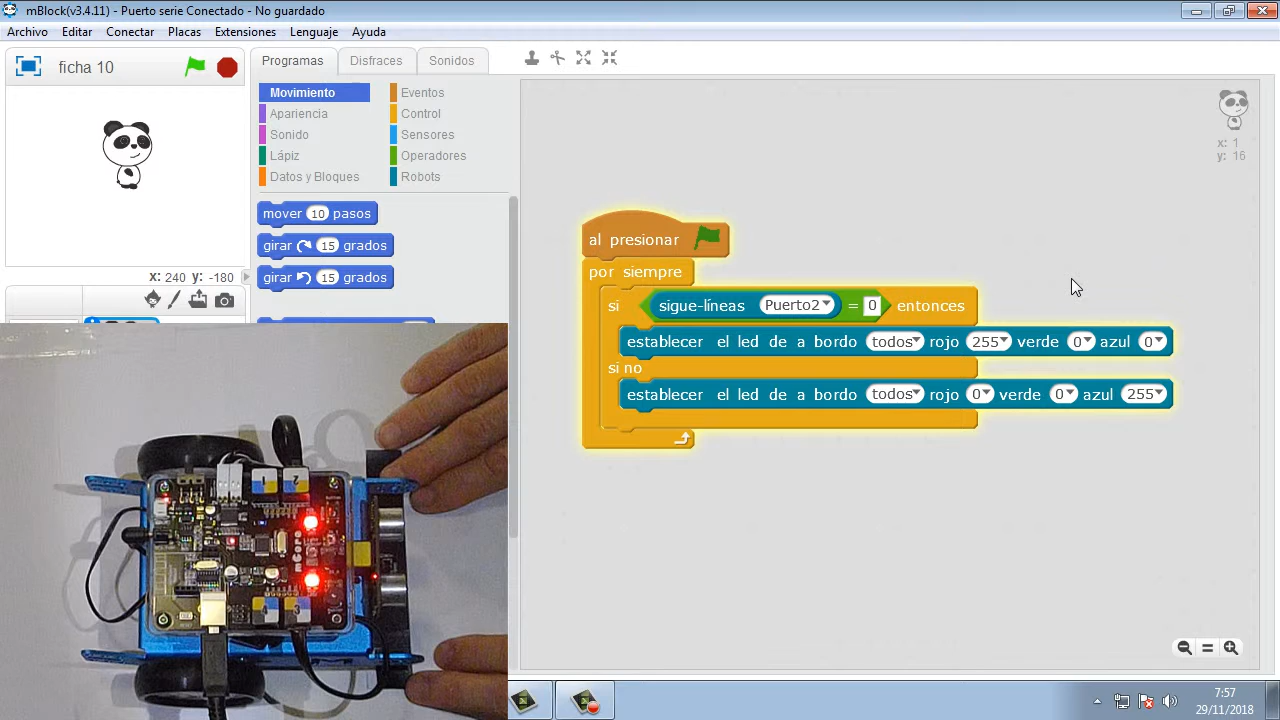 mBlock(v3.4.11) - Puerto serie Conectado - No guardado
Archivo Editar Conectar Placas Extensiones Lenguaje Ayuda
ficha 10
Programas Disfraces Sonidos
Movimiento Eventos
Apariencia Control
Sonido Sensores
Lápiz Operadores
Datos y Bloques Robots
mover 10 pasos
girar 15 grados
girar 15 grados
x: 240 y: -180
x: 1
y: 16
al presionar
por siempre
si sigue-líneas Puerto2 = 0 entonces
establecer el led de a bordo todos rojo 255 verde 0 azul 0
si no
establecer el led de a bordo todos rojo 0 verde 0 azul 255
1 2
4 3
7:57
29/11/2018